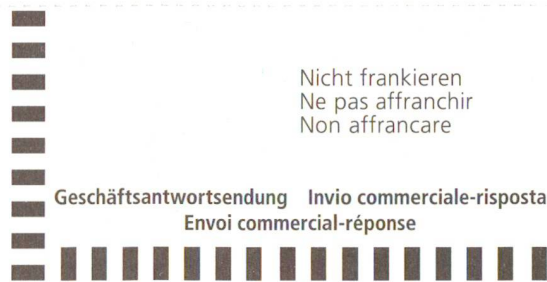 Nicht frankieren
Ne pas affranchir
Non affrancare
Geschäftsantwortsendung Invio commerciale-risposta
Envoi commercial-réponse